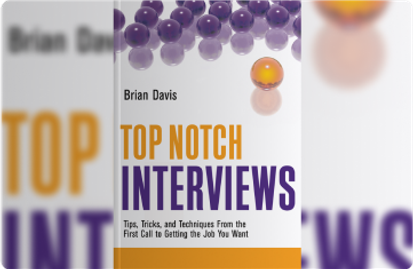 Brian Davis
TOP NOTCH
INTERVIEWS
Tips, Tricks, and Techniques From the
First Call to Getting the Job You Want